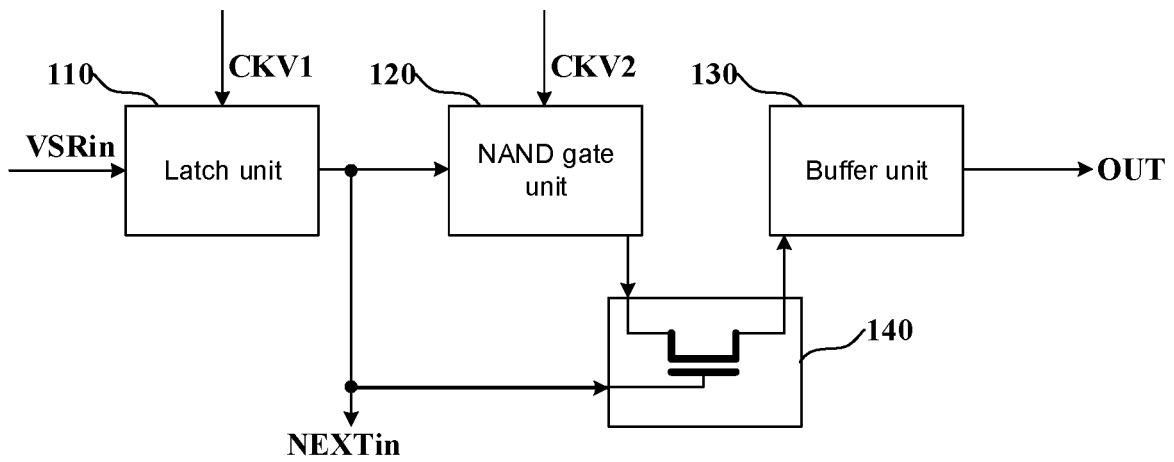 CKV1
CKV2
110
120
130
VSRin
Latch unit
NAND gate
unit
Buffer unit
OUT
140
NEXTin